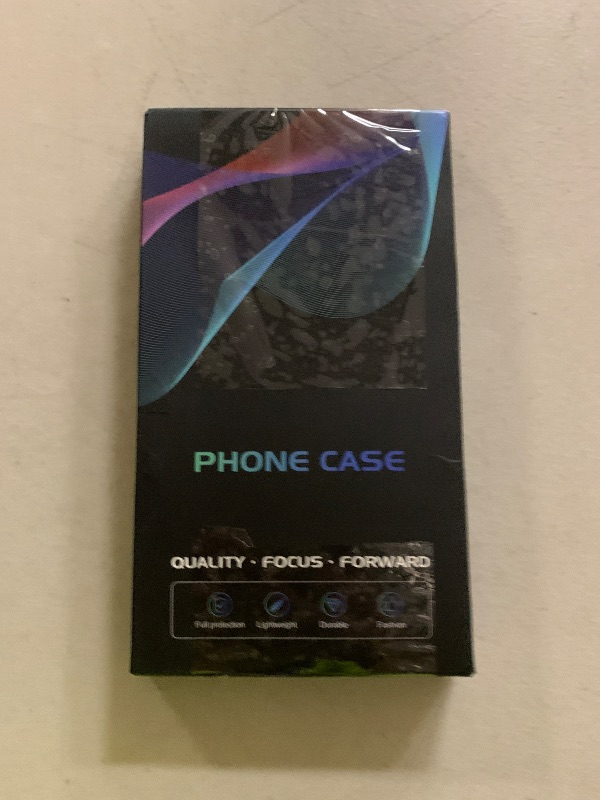 PHONE CASE
QUALITY · FOCUS · FORWARD
Full protection Lightweight Durable Fashion